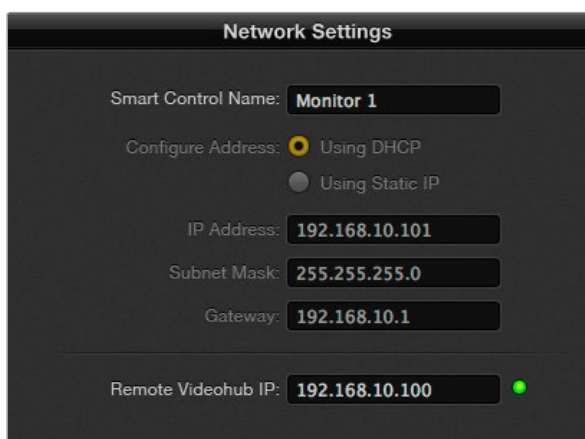 Network Settings
Smart Control Name: Monitor 1
Configure Address: Using DHCP
Using Static IP
IP Address: 192.168.10.101
Subnet Mask: 255.255.255.0
Gateway: 192.168.10.1
Remote Videohub IP: 192.168.10.100